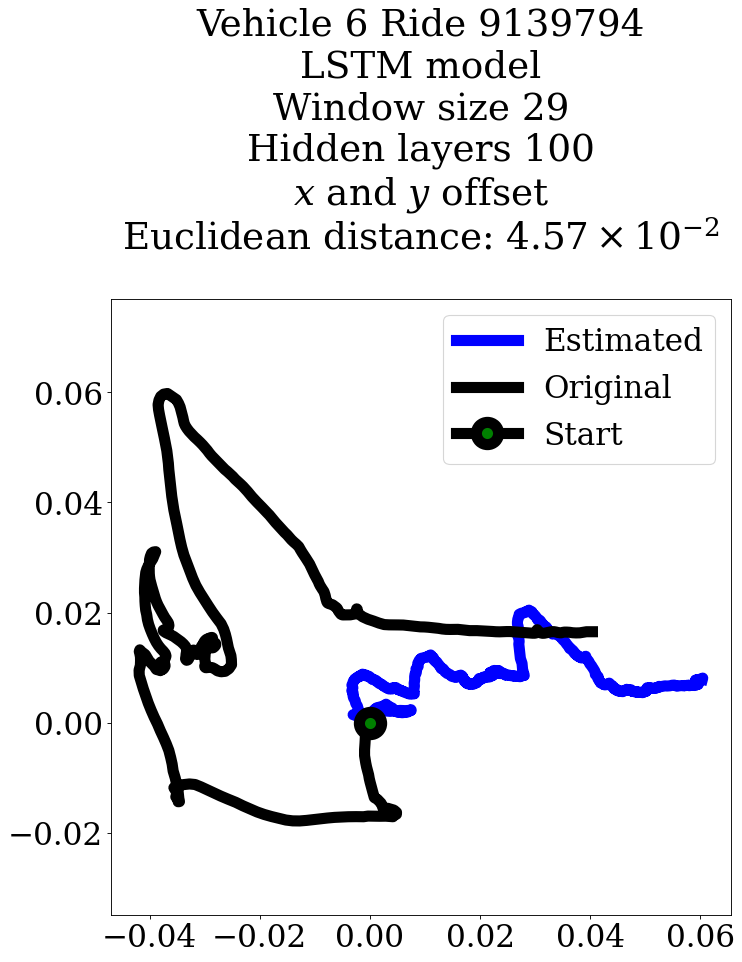 Vehicle 6 Ride 9139794
LSTM model
Window size 29
Hidden layers 100
x and y offset
Euclidean distance: 4.57 × 10⁻²
Estimated
Original
Start
0.06
0.04
0.02
0.00
−0.02
−0.04 −0.02 0.00 0.02 0.04 0.06